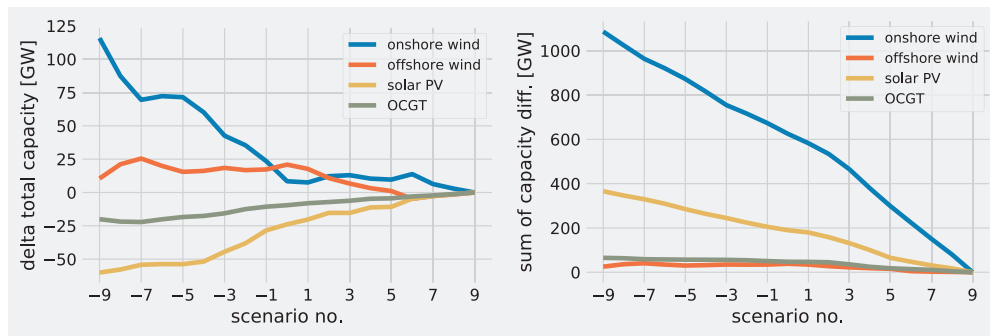 delta total capacity [GW]
125
100
75
50
25
0
−25
−50
−9
−7
−5
−3
−1
1
3
5
7
9
scenario no.
onshore wind
offshore wind
solar PV
OCGT
sum of capacity diff. [GW]
1000
800
600
400
200
0
−9
−7
−5
−3
−1
1
3
5
7
9
scenario no.
onshore wind
offshore wind
solar PV
OCGT